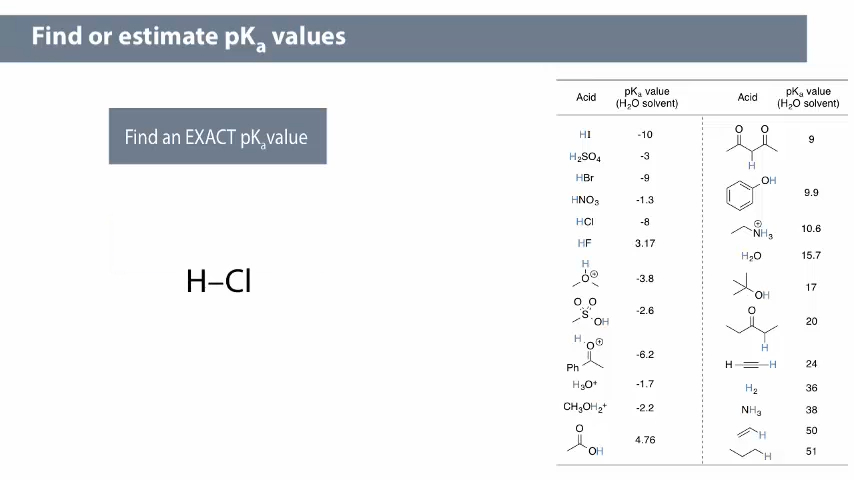 Find or estimate pKa values
Find an EXACT pKavalue
H–Cl
Acid pKa value (H2O solvent) Acid pKa value (H2O solvent)
HI -10
H2SO4 -3
HBr -9
HNO3 -1.3
HCl -8
HF 3.17
H O ⊕ -3.8
O O S OH -2.6
H O ⊕ Ph -6.2
H3O+ -1.7
CH3OH2+ -2.2
O OH 4.76
O O H 9
OH 9.9
⊕ NH3 10.6
H2O 15.7
OH 17
O H 20
H H 24
H2 36
NH3 38
H 50
H 51